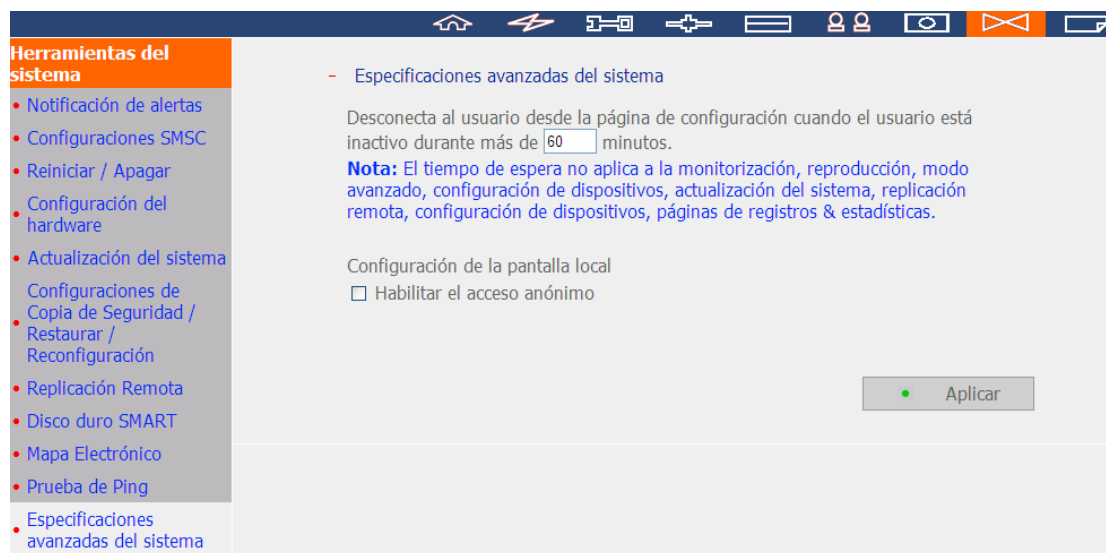 Herramientas del
sistema
• Notificación de alertas
• Configuraciones SMSC
• Reiniciar / Apagar
• Configuración del
hardware
• Actualización del sistema
• Configuraciones de
Copia de Seguridad /
Restaurar /
Reconfiguración
• Replicación Remota
• Disco duro SMART
• Mapa Electrónico
• Prueba de Ping
• Especificaciones
avanzadas del sistema
- Especificaciones avanzadas del sistema
Desconecta al usuario desde la página de configuración cuando el usuario está
inactivo durante más de 60 minutos.
Nota: El tiempo de espera no aplica a la monitorización, reproducción, modo
avanzado, configuración de dispositivos, actualización del sistema, replicación
remota, configuración de dispositivos, páginas de registros & estadísticas.
Configuración de la pantalla local
Habilitar el acceso anónimo
Aplicar